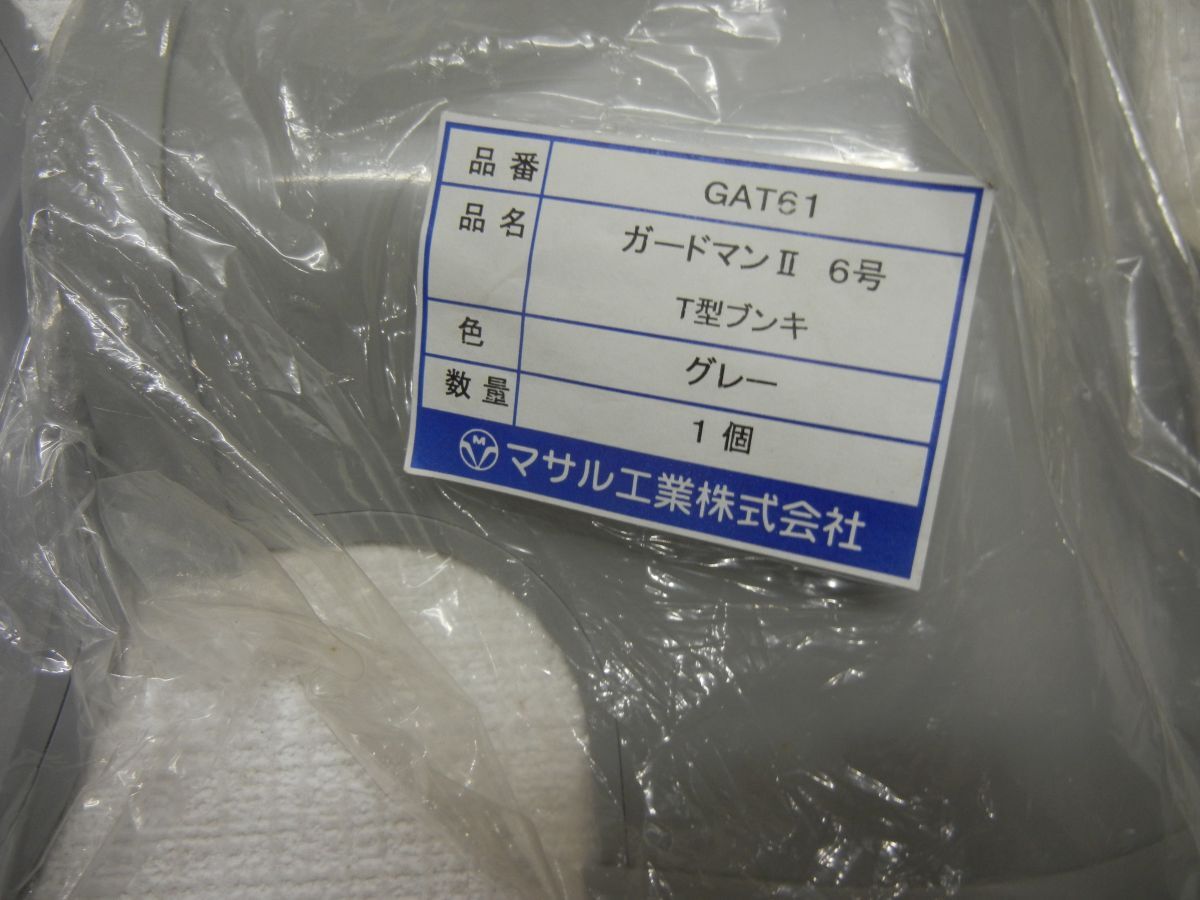 品番 GAT61
品名 ガードマンⅡ 6号
T型ブンキ
色 グレー
数量 1個
M マサル工業株式会社